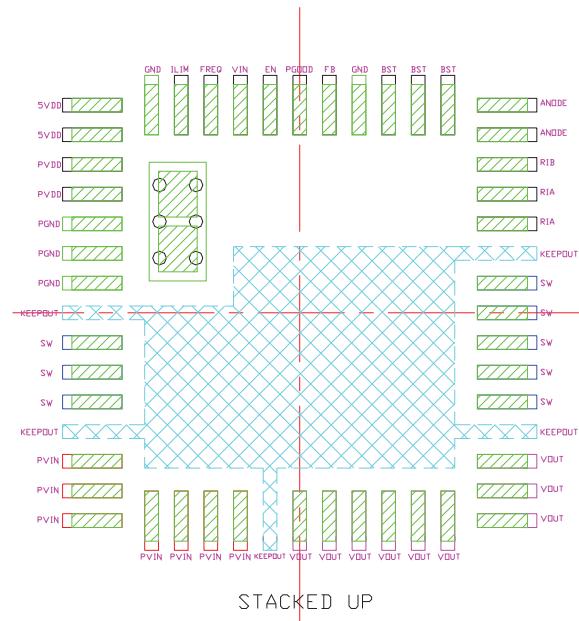 GND ILIM FREQ VIN EN PGOOD FB GND BST BST BST
5VDD
5VDD
PVDD
PVDD
PGND
PGND
PGND
KEEPOUT
SW
SW
SW
KEEPOUT
PVIN
PVIN
PVIN
ANODE
ANODE
RIB
RIA
RIA
KEEPOUT
SW
SW
SW
SW
SW
KEEPOUT
VOUT
VOUT
VOUT
PVIN PVIN PVIN PVIN KEEPOUT VOUT VOUT VOUT VOUT VOUT VOUT
STACKED UP